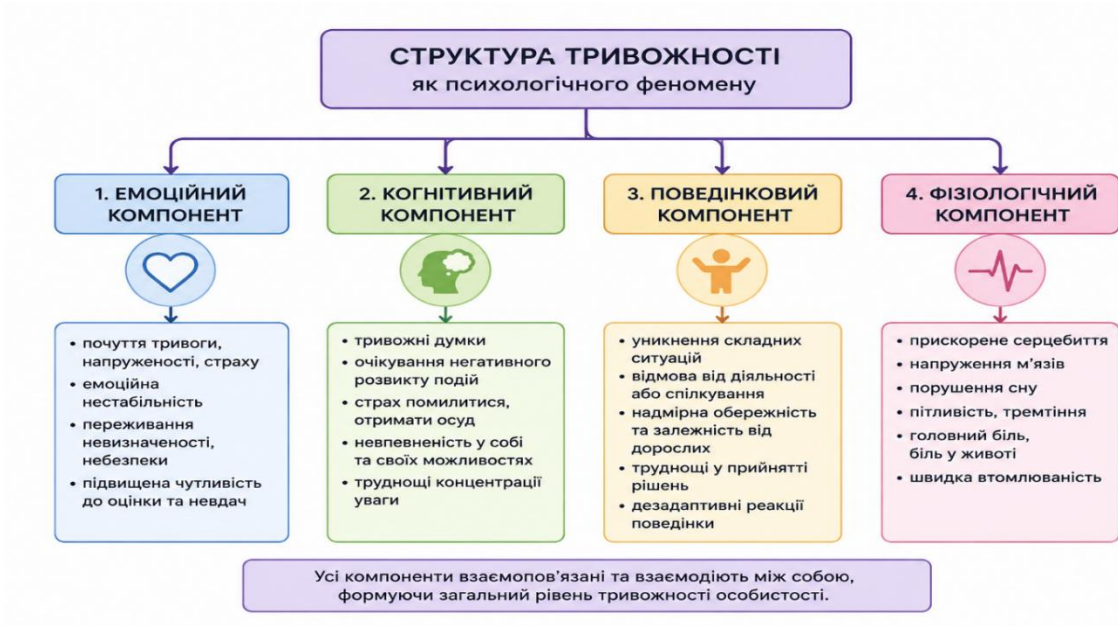 СТРУКТУРА ТРИВОЖНОСТІ
як психологічного феномену
1. ЕМОЦІЙНИЙ
КОМПОНЕНТ
• почуття тривоги,
напруженості, страху
• емоційна
нестабільність
• переживання
невизначеності,
небезпеки
• підвищена чутливість
до оцінки та невдач
2. КОГНІТИВНИЙ
КОМПОНЕНТ
• тривожні думки
• очікування негативного
розвикту подій
• страх помилитися,
отримати осуд
• невпевненість у собі
та своїх можливостях
• труднощі концентрації
уваги
3. ПОВЕДІНКОВИЙ
КОМПОНЕНТ
• уникнення складних
ситуацій
• відмова від діяльності
або спілкування
• надмірна обережність
та залежність від
дорослих
• труднощі у прийнятті
рішень
• дезадаптивні реакції
поведінки
4. ФІЗІОЛОГІЧНИЙ
КОМПОНЕНТ
• прискорене серцебиття
• напруження м’язів
• порушення сну
• пітливість, тремтіння
• головний біль,
біль у животі
• швидка втомлюваність
Усі компоненти взаємопов’язані та взаємодіють між собою,
формуючи загальний рівень тривожності особистості.